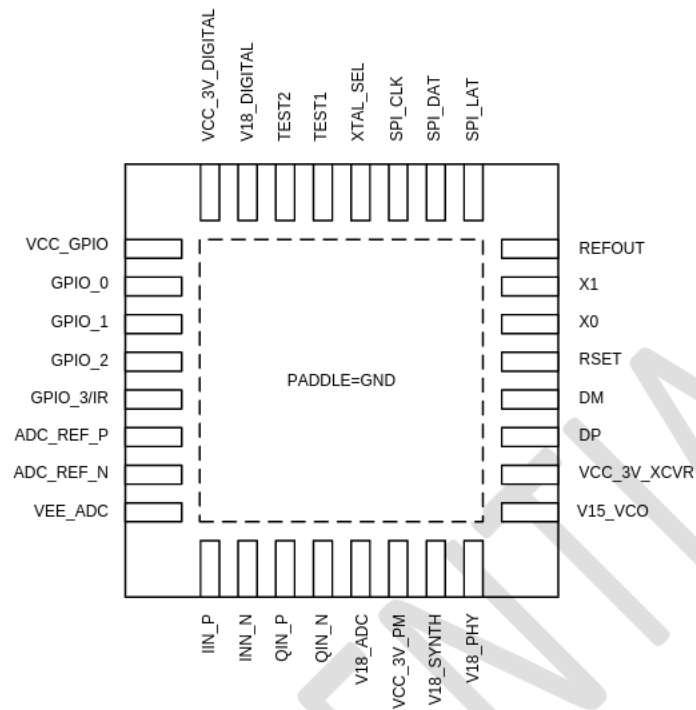 VCC_3V_DIGITAL
V18_DIGITAL
TEST2
TEST1
XTAL_SEL
SPI_CLK
SPI_DAT
SPI_LAT
VCC_GPIO
GPIO_0
GPIO_1
GPIO_2
GPIO_3/IR
ADC_REF_P
ADC_REF_N
VEE_ADC
PADDLE=GND
REFOUT
X1
X0
RSET
DM
DP
VCC_3V_XCVR
V15_VCO
IIN_P
INN_N
QIN_P
QIN_N
V18_ADC
VCC_3V_PM
V18_SYNTH
V18_PHY
ENTIA